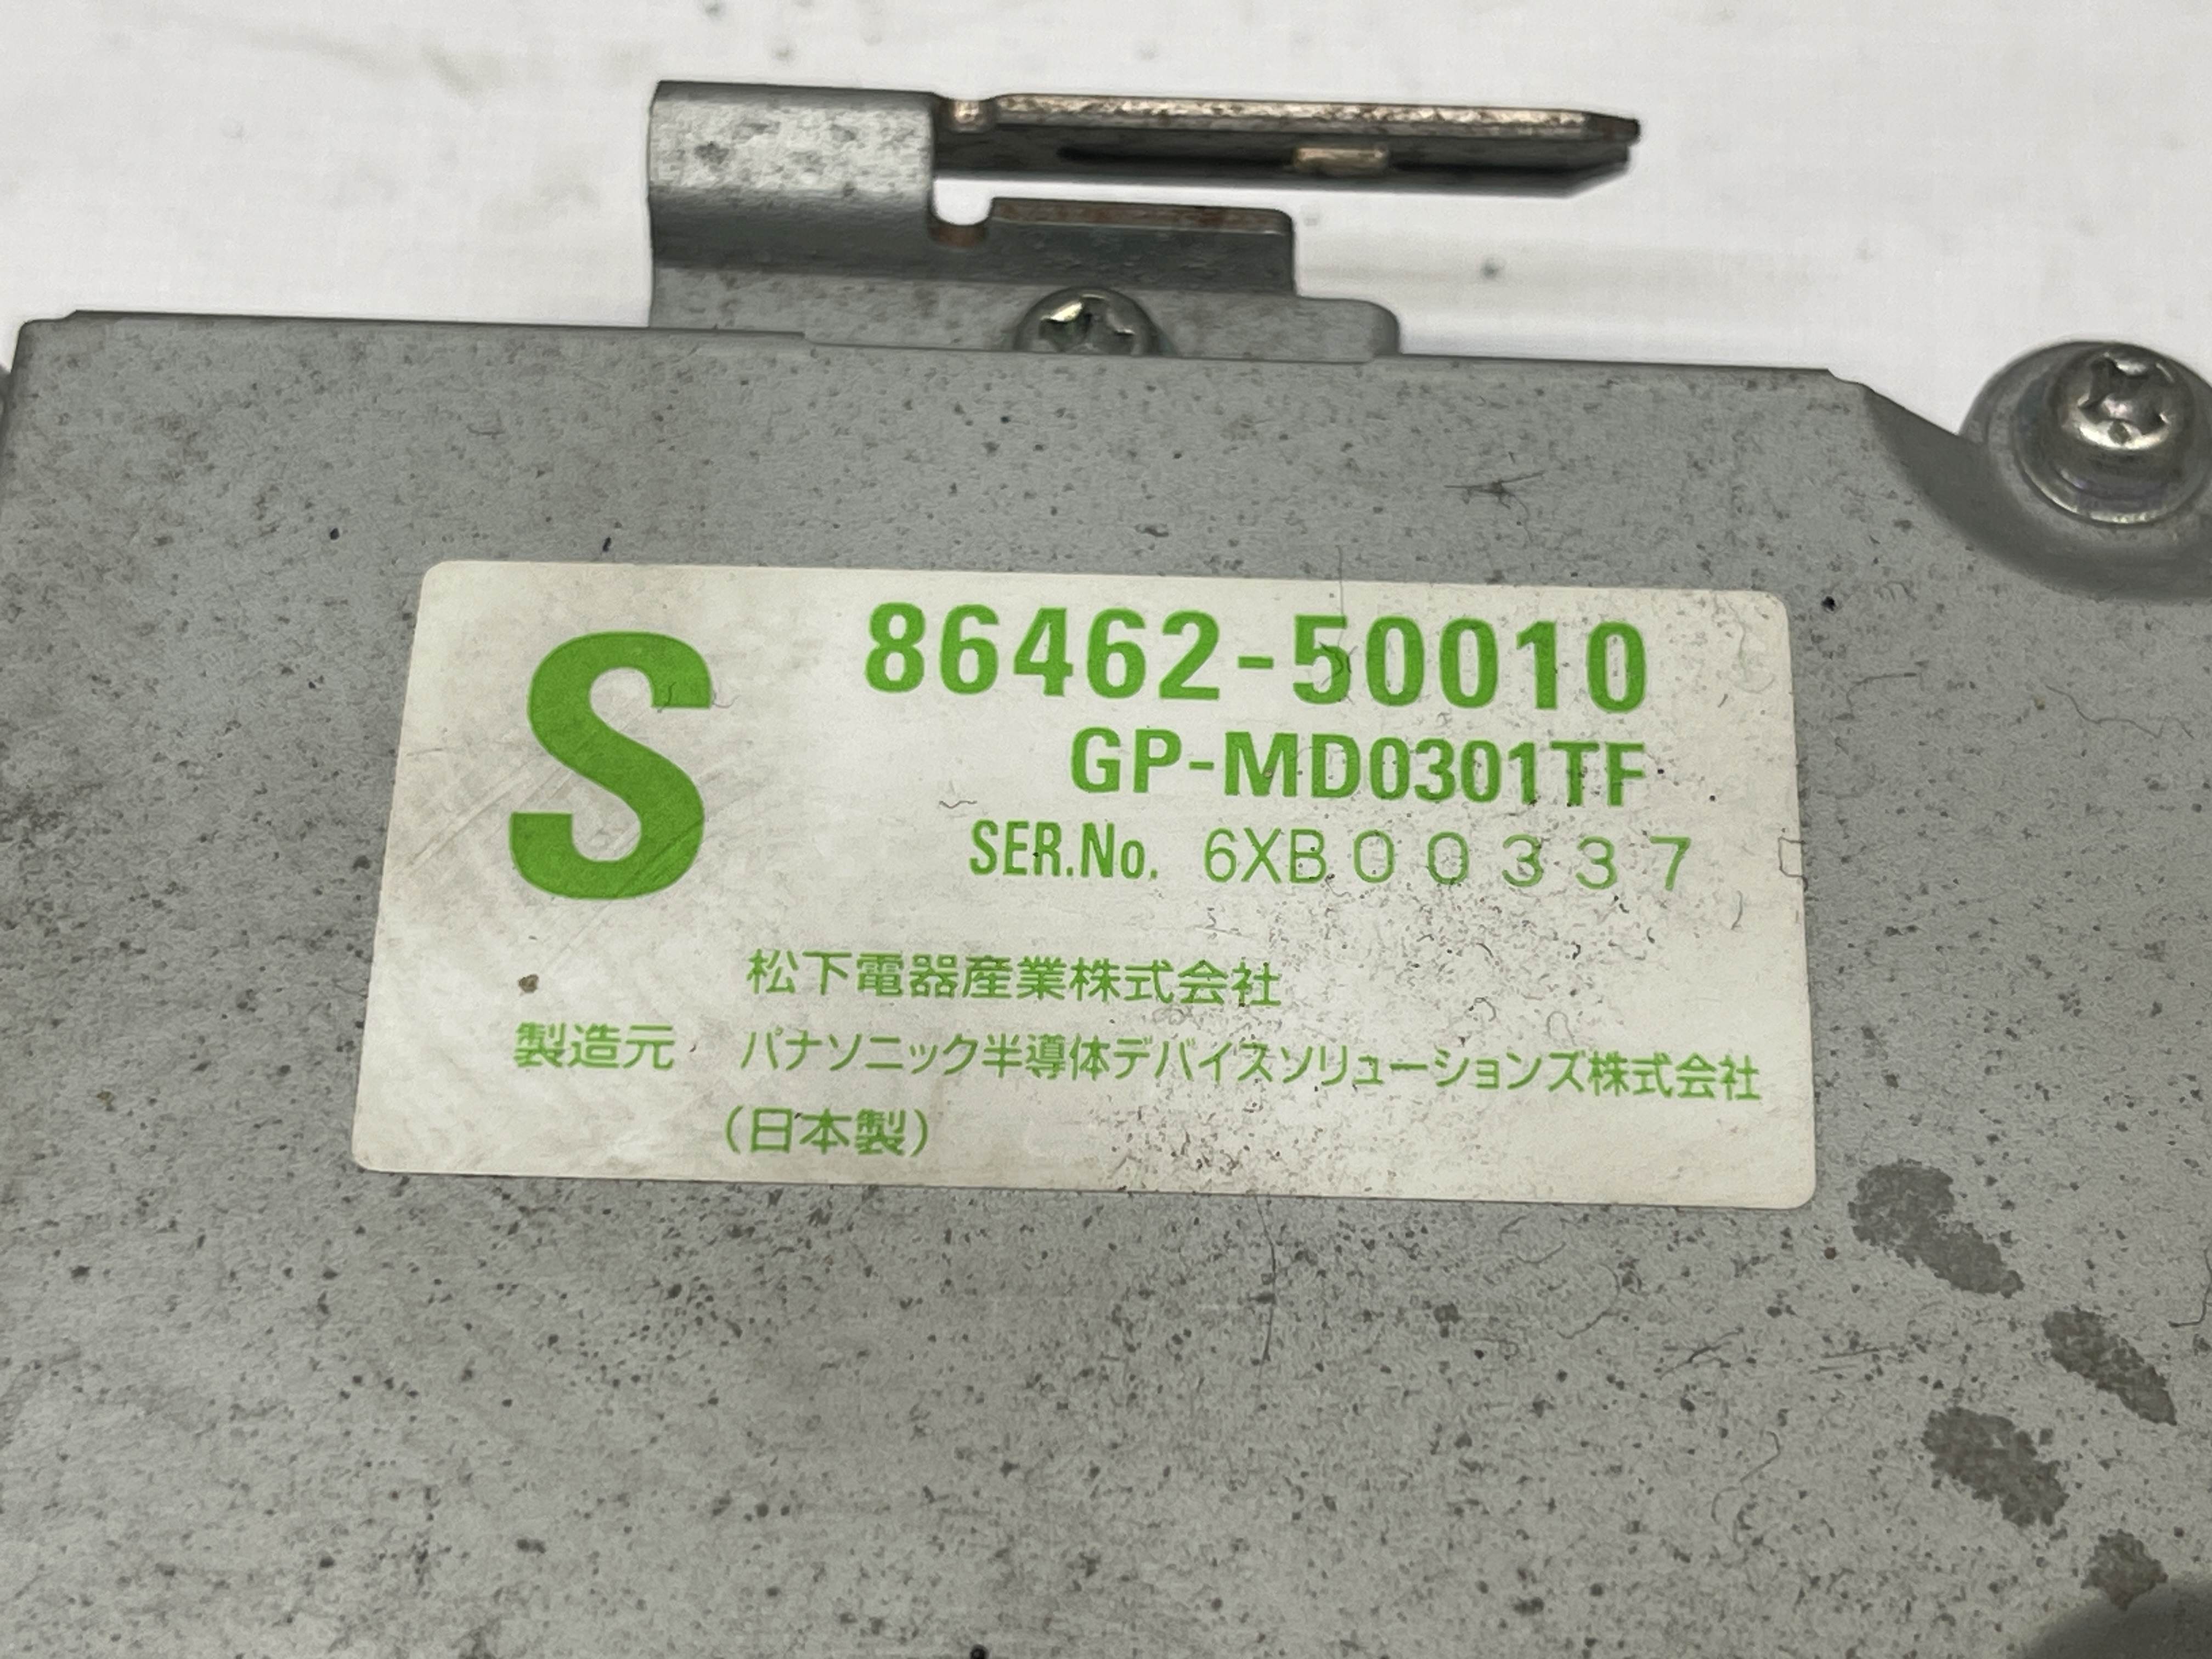 S
86462-50010
GP-MD0301TF
SER.No. 6XB00337
松下電器産業株式会社
製造元 パナソニック半導体デバイスソリューションズ株式会社
(日本製)